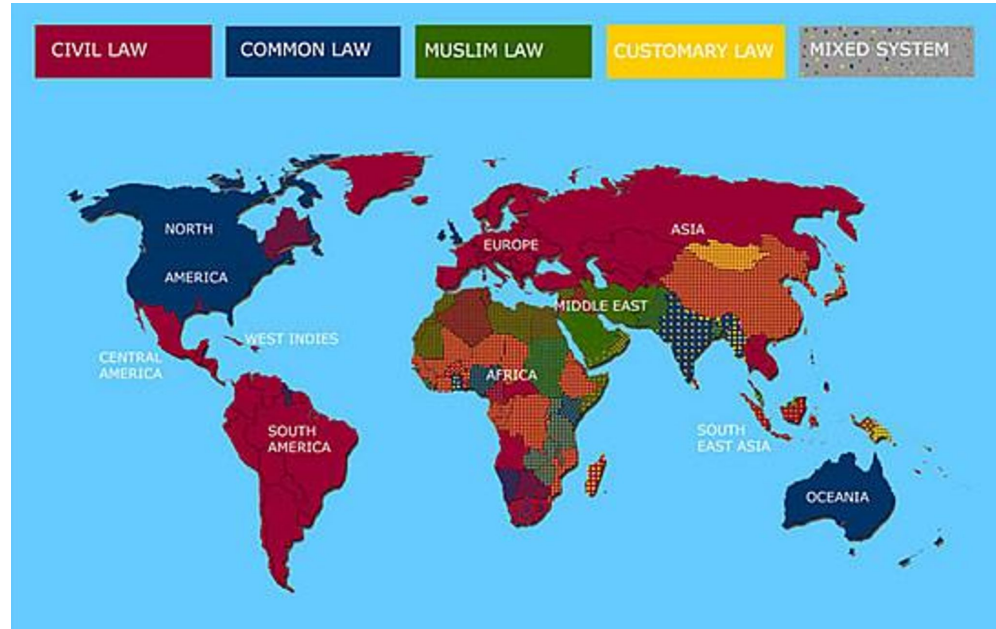 CIVIL LAW
COMMON LAW
MUSLIM LAW
CUSTOMARY LAW
MIXED SYSTEM
NORTH
AMERICA
EUROPE
ASIA
MIDDLE EAST
WEST INDIES
CENTRAL
AMERICA
AFRICA
SOUTH
AMERICA
SOUTH
EAST ASIA
OCEANIA